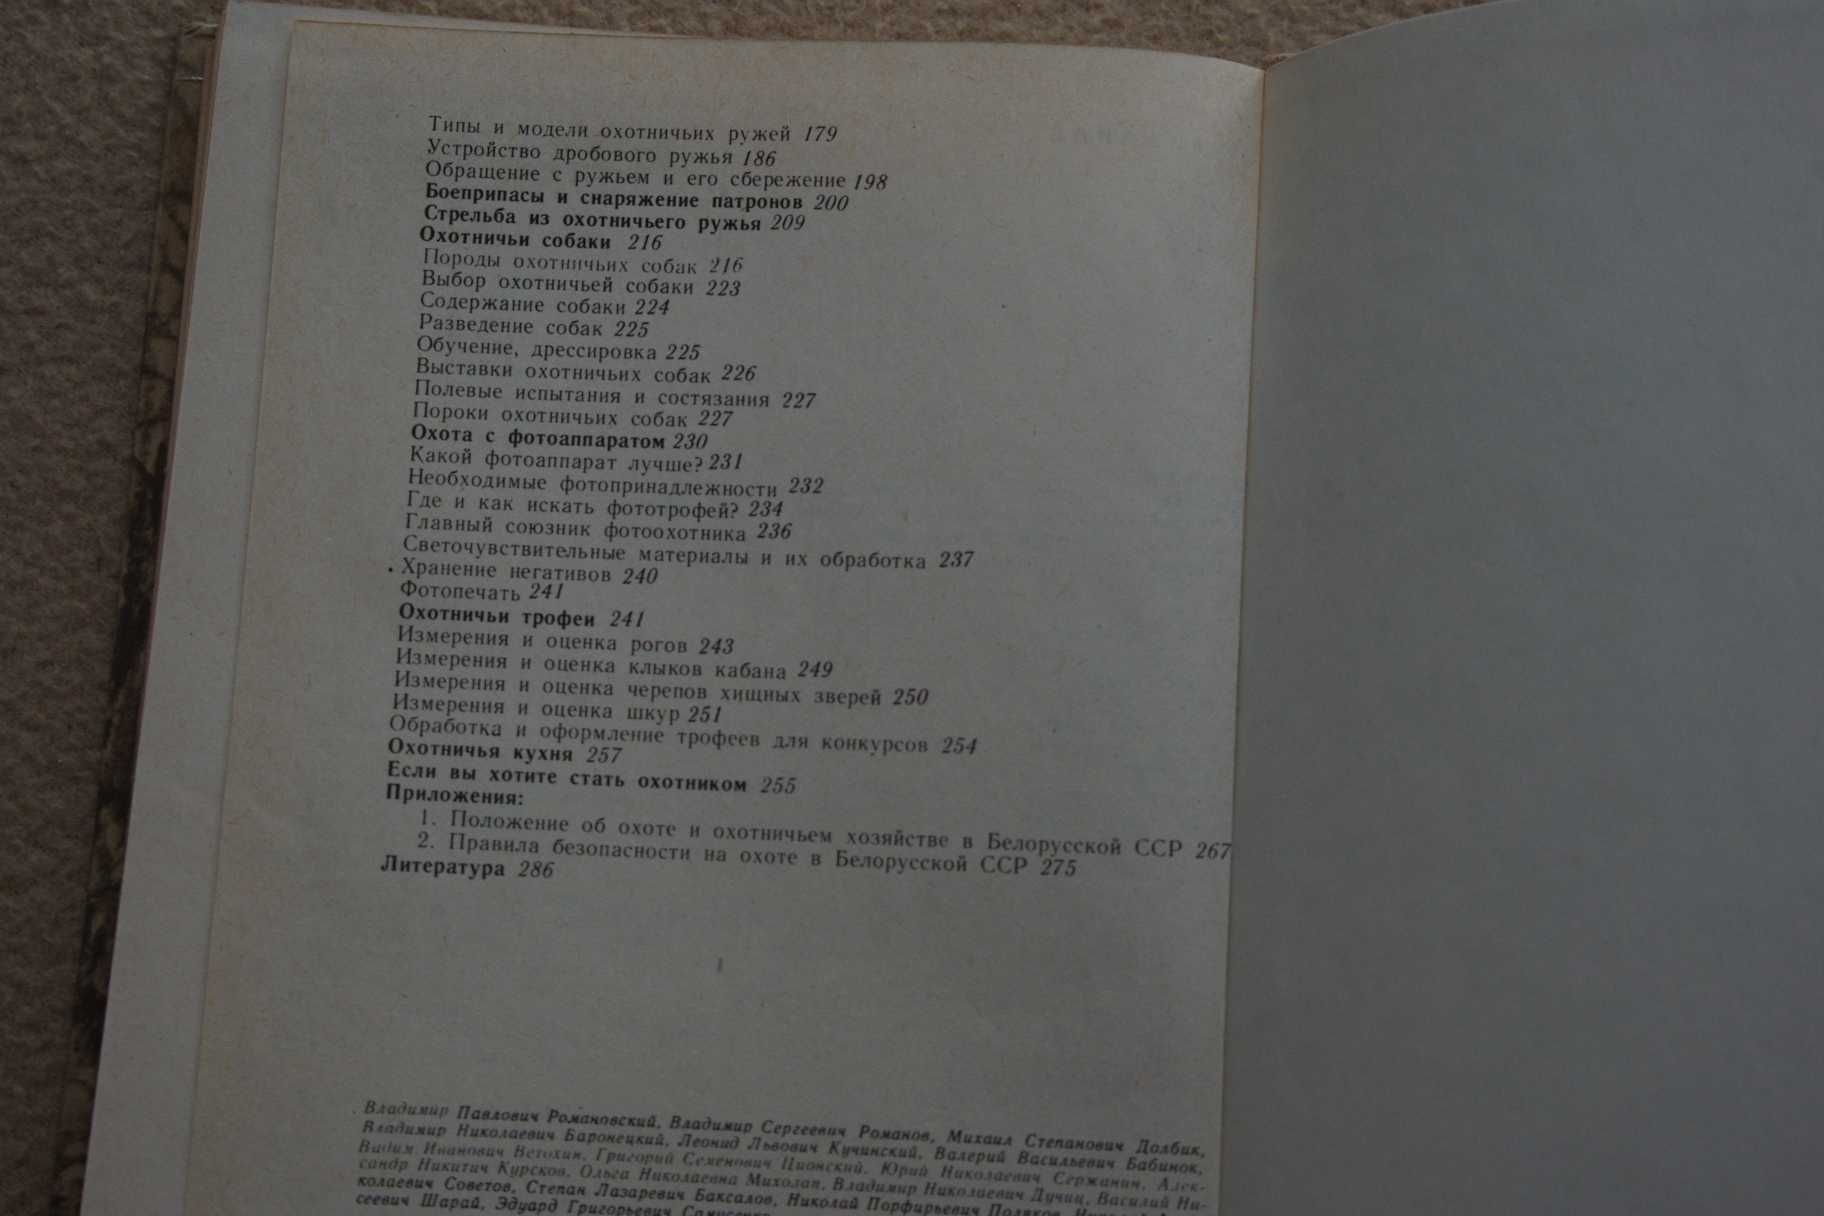 Типы и модели охотничьих ружей 179
Устройство дробового ружья 186
Обращение с ружьем и его сбережение 198
Боеприпасы и снаряжение патронов 200
Стрельба из охотничьего ружья 209
Охотничьи собаки 216
Породы охотничьих собак 216
Выбор охотничьей собаки 223
Содержание собаки 224
Разведение собак 225
Обучение, дрессировка 225
Выставки охотничьих собак 226
Полевые испытания и состязания 227
Пороки охотничьих собак 227
Охота с фотоаппаратом 230
Какой фотоаппарат лучше? 231
Необходимые фотопринадлежности 232
Где и как искать фототрофей? 234
Главный союзник фотоохотника 236
Светочувствительные материалы и их обработка 237
Хранение негативов 240
Фотопечать 241
Охотничьи трофеи 241
Измерения и оценка рогов 243
Измерения и оценка клыков кабана 249
Измерения и оценка черепов хищных зверей 250
Измерения и оценка шкур 251
Обработка и оформление трофеев для конкурсов 254
Охотничья кухня 257
Если вы хотите стать охотником 255
Приложения:
1. Положение об охоте и охотничьем хозяйстве в Белорусской ССР 267
2. Правила безопасности на охоте в Белорусской ССР 275
Литература 286
Владимир Павлович Романовский, Владимир Сергеевич Романов, Михаил Степанович Долбик,
Владимир Николаевич Баронецкий, Леонид Львович Кучинский, Валерий Васильевич Бабинок,
Вадим Иванович Ветохин, Григорий Семенович Ционский, Юрий Николаевич Сержанин, Алек-
сандр Никитич Курсков, Ольга Николаевна Михолап, Владимир Николаевич Дучиц, Василий Ни-
колаевич Советов, Степан Лазаревич Баксалов, Николай Порфирьевич Поляков,
сеевич Шарай, Эдуард Григорьевич